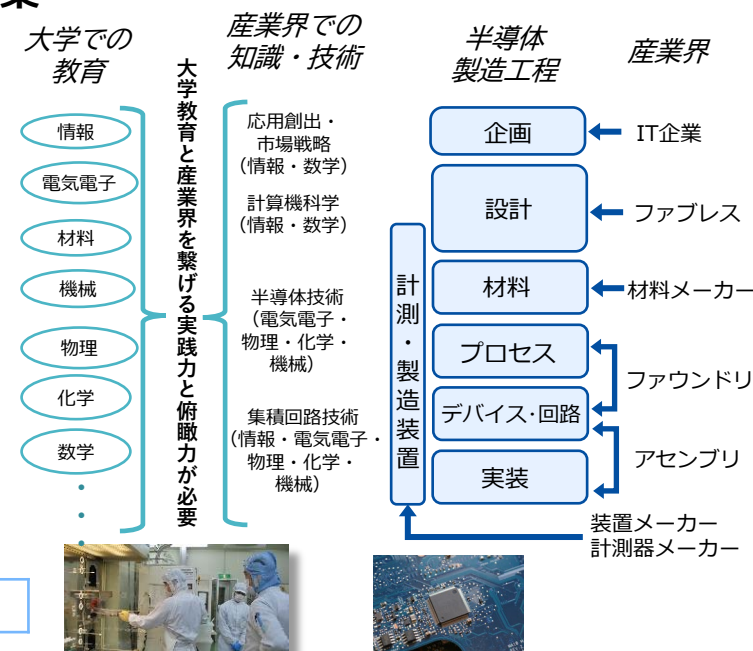 業
大学での
教育
産業界での
知識・技術
半導体
製造工程
産業界
大学教育と産業界を繋げる実践力と俯瞰力が必要
情報
電気電子
材料
機械
物理
化学
数学
・
・
・
応用創出・
市場戦略
（情報・数学）
計算機科学
（情報・数学）
半導体技術
（電気電子・
物理・化学・
機械）
集積回路技術
（情報・電気電子・
物理・化学・
機械）
計測・製造装置
企画
設計
材料
プロセス
デバイス・回路
実装
IT企業
ファブレス
材料メーカー
ファウンドリ
アセンブリ
装置メーカー
計測器メーカー